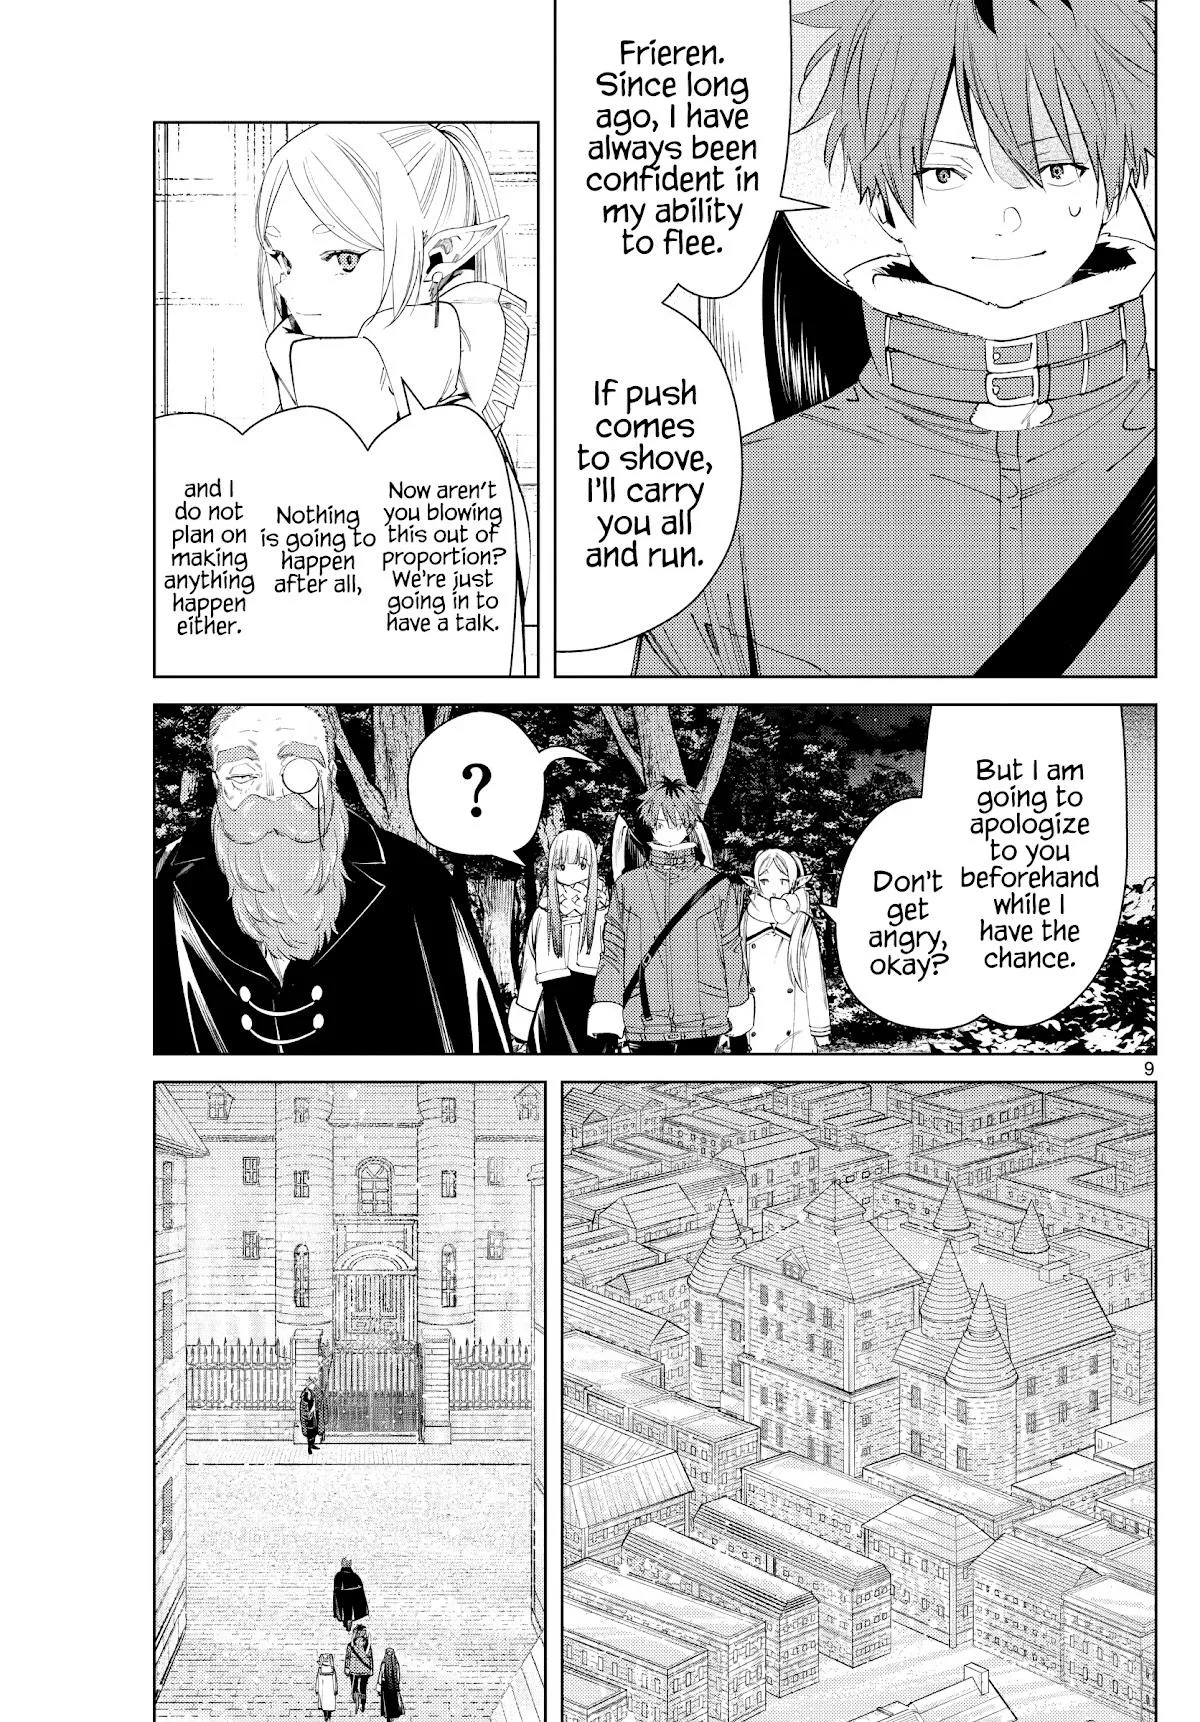 Frieren.
Since long
ago, I have
always been
confident in
my ability
to flee.
If push
comes
to shove,
I'll carry
you all
and run.
Now aren't
you blowing
this out of
proportion?
We're just
going in to
have a talk.
Nothing
is going to
happen
after all,
and I
do not
plan on
making
anything
happen
either.
But I am
going to
apologize
to you
beforehand
while I
have the
chance.
Don't
get
angry,
okay?
?
9